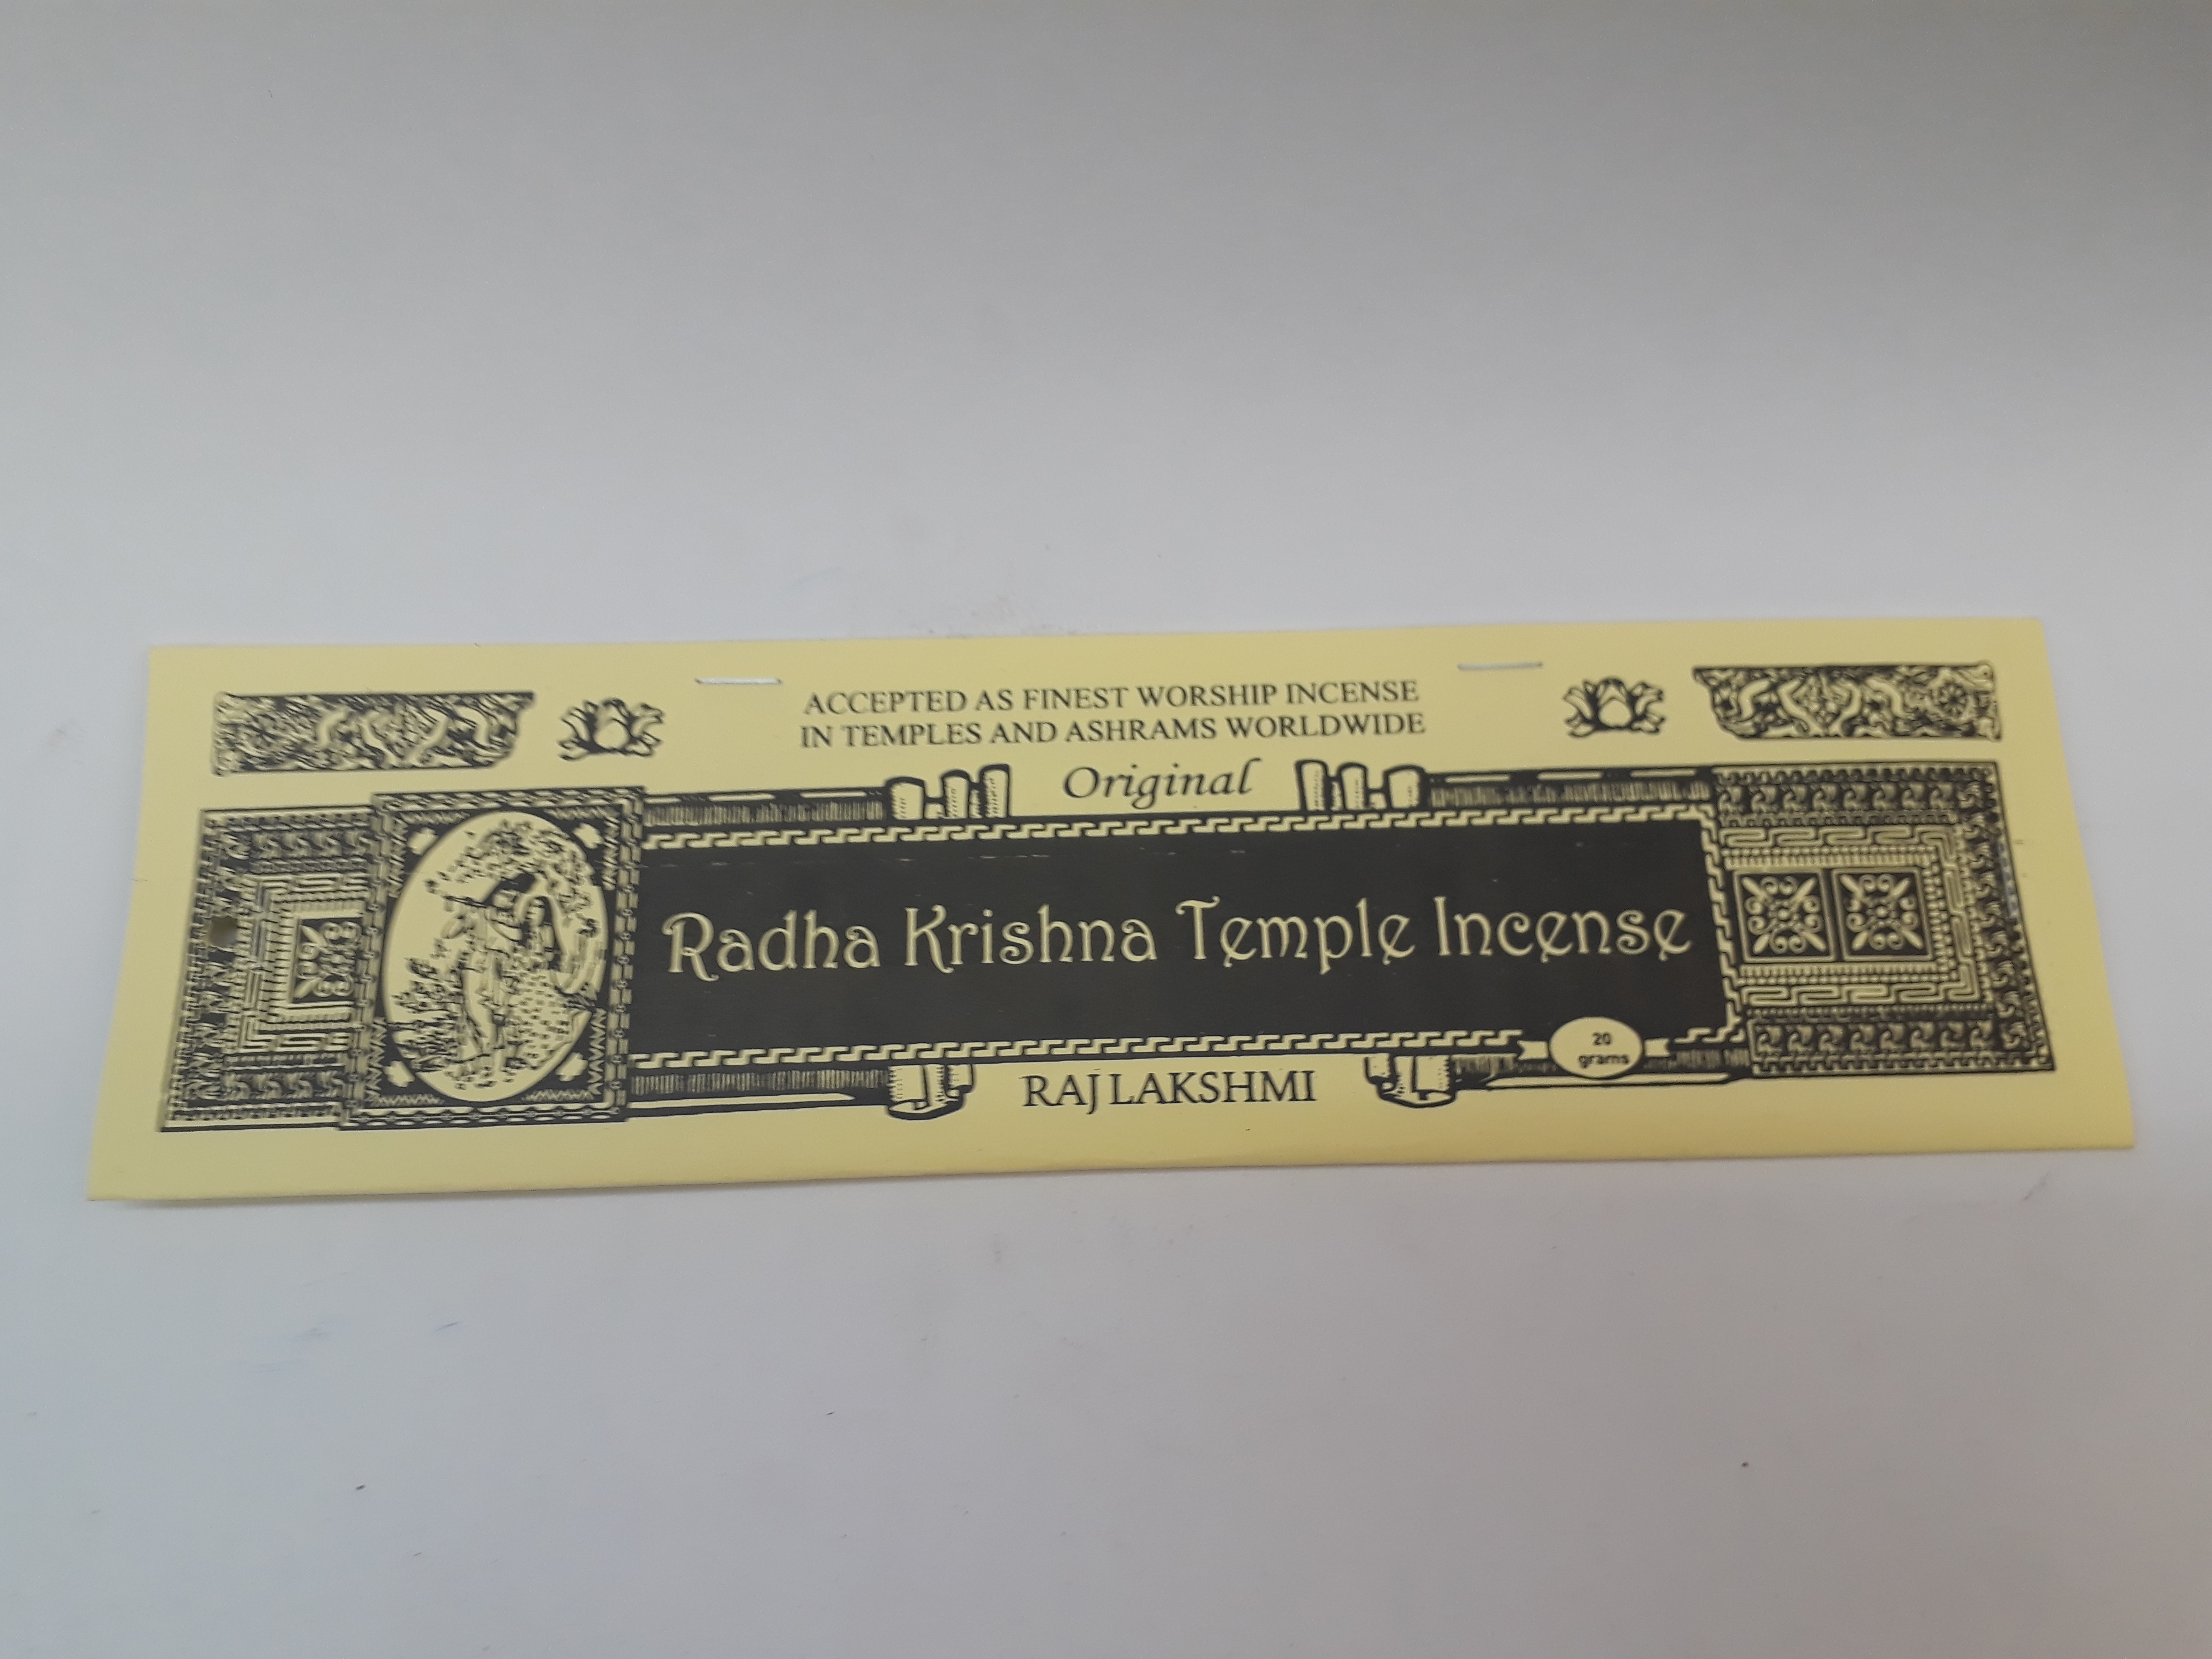 ACCEPTED AS FINEST WORSHIP INCENSE
IN TEMPLES AND ASHRAMS WORLDWIDE
Original
Radha Krishna Temple Incense
20
grams
RAJ LAKSHMI